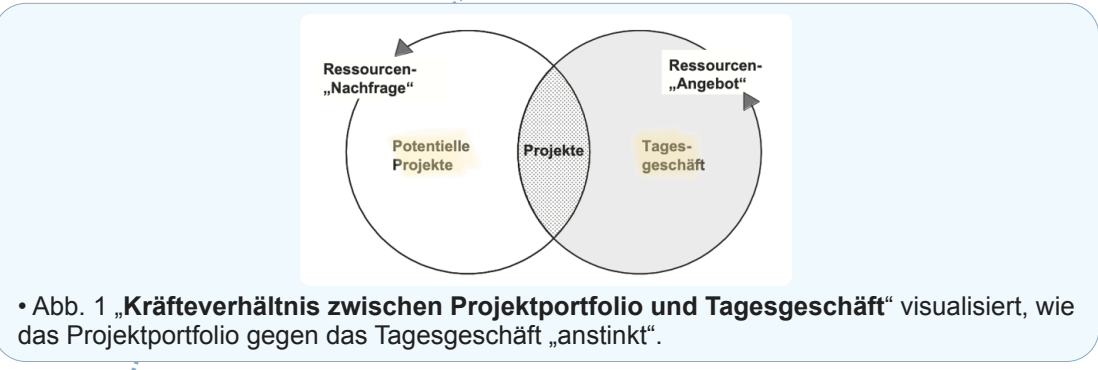 Ressourcen-
„Nachfrage“
Ressourcen-
„Angebot“
Potentielle
Projekte
Projekte
Tages-
geschäft
• Abb. 1 „Kräfteverhältnis zwischen Projektportfolio und Tagesgeschäft“ visualisiert, wie
das Projektportfolio gegen das Tagesgeschäft „anstinkt“.